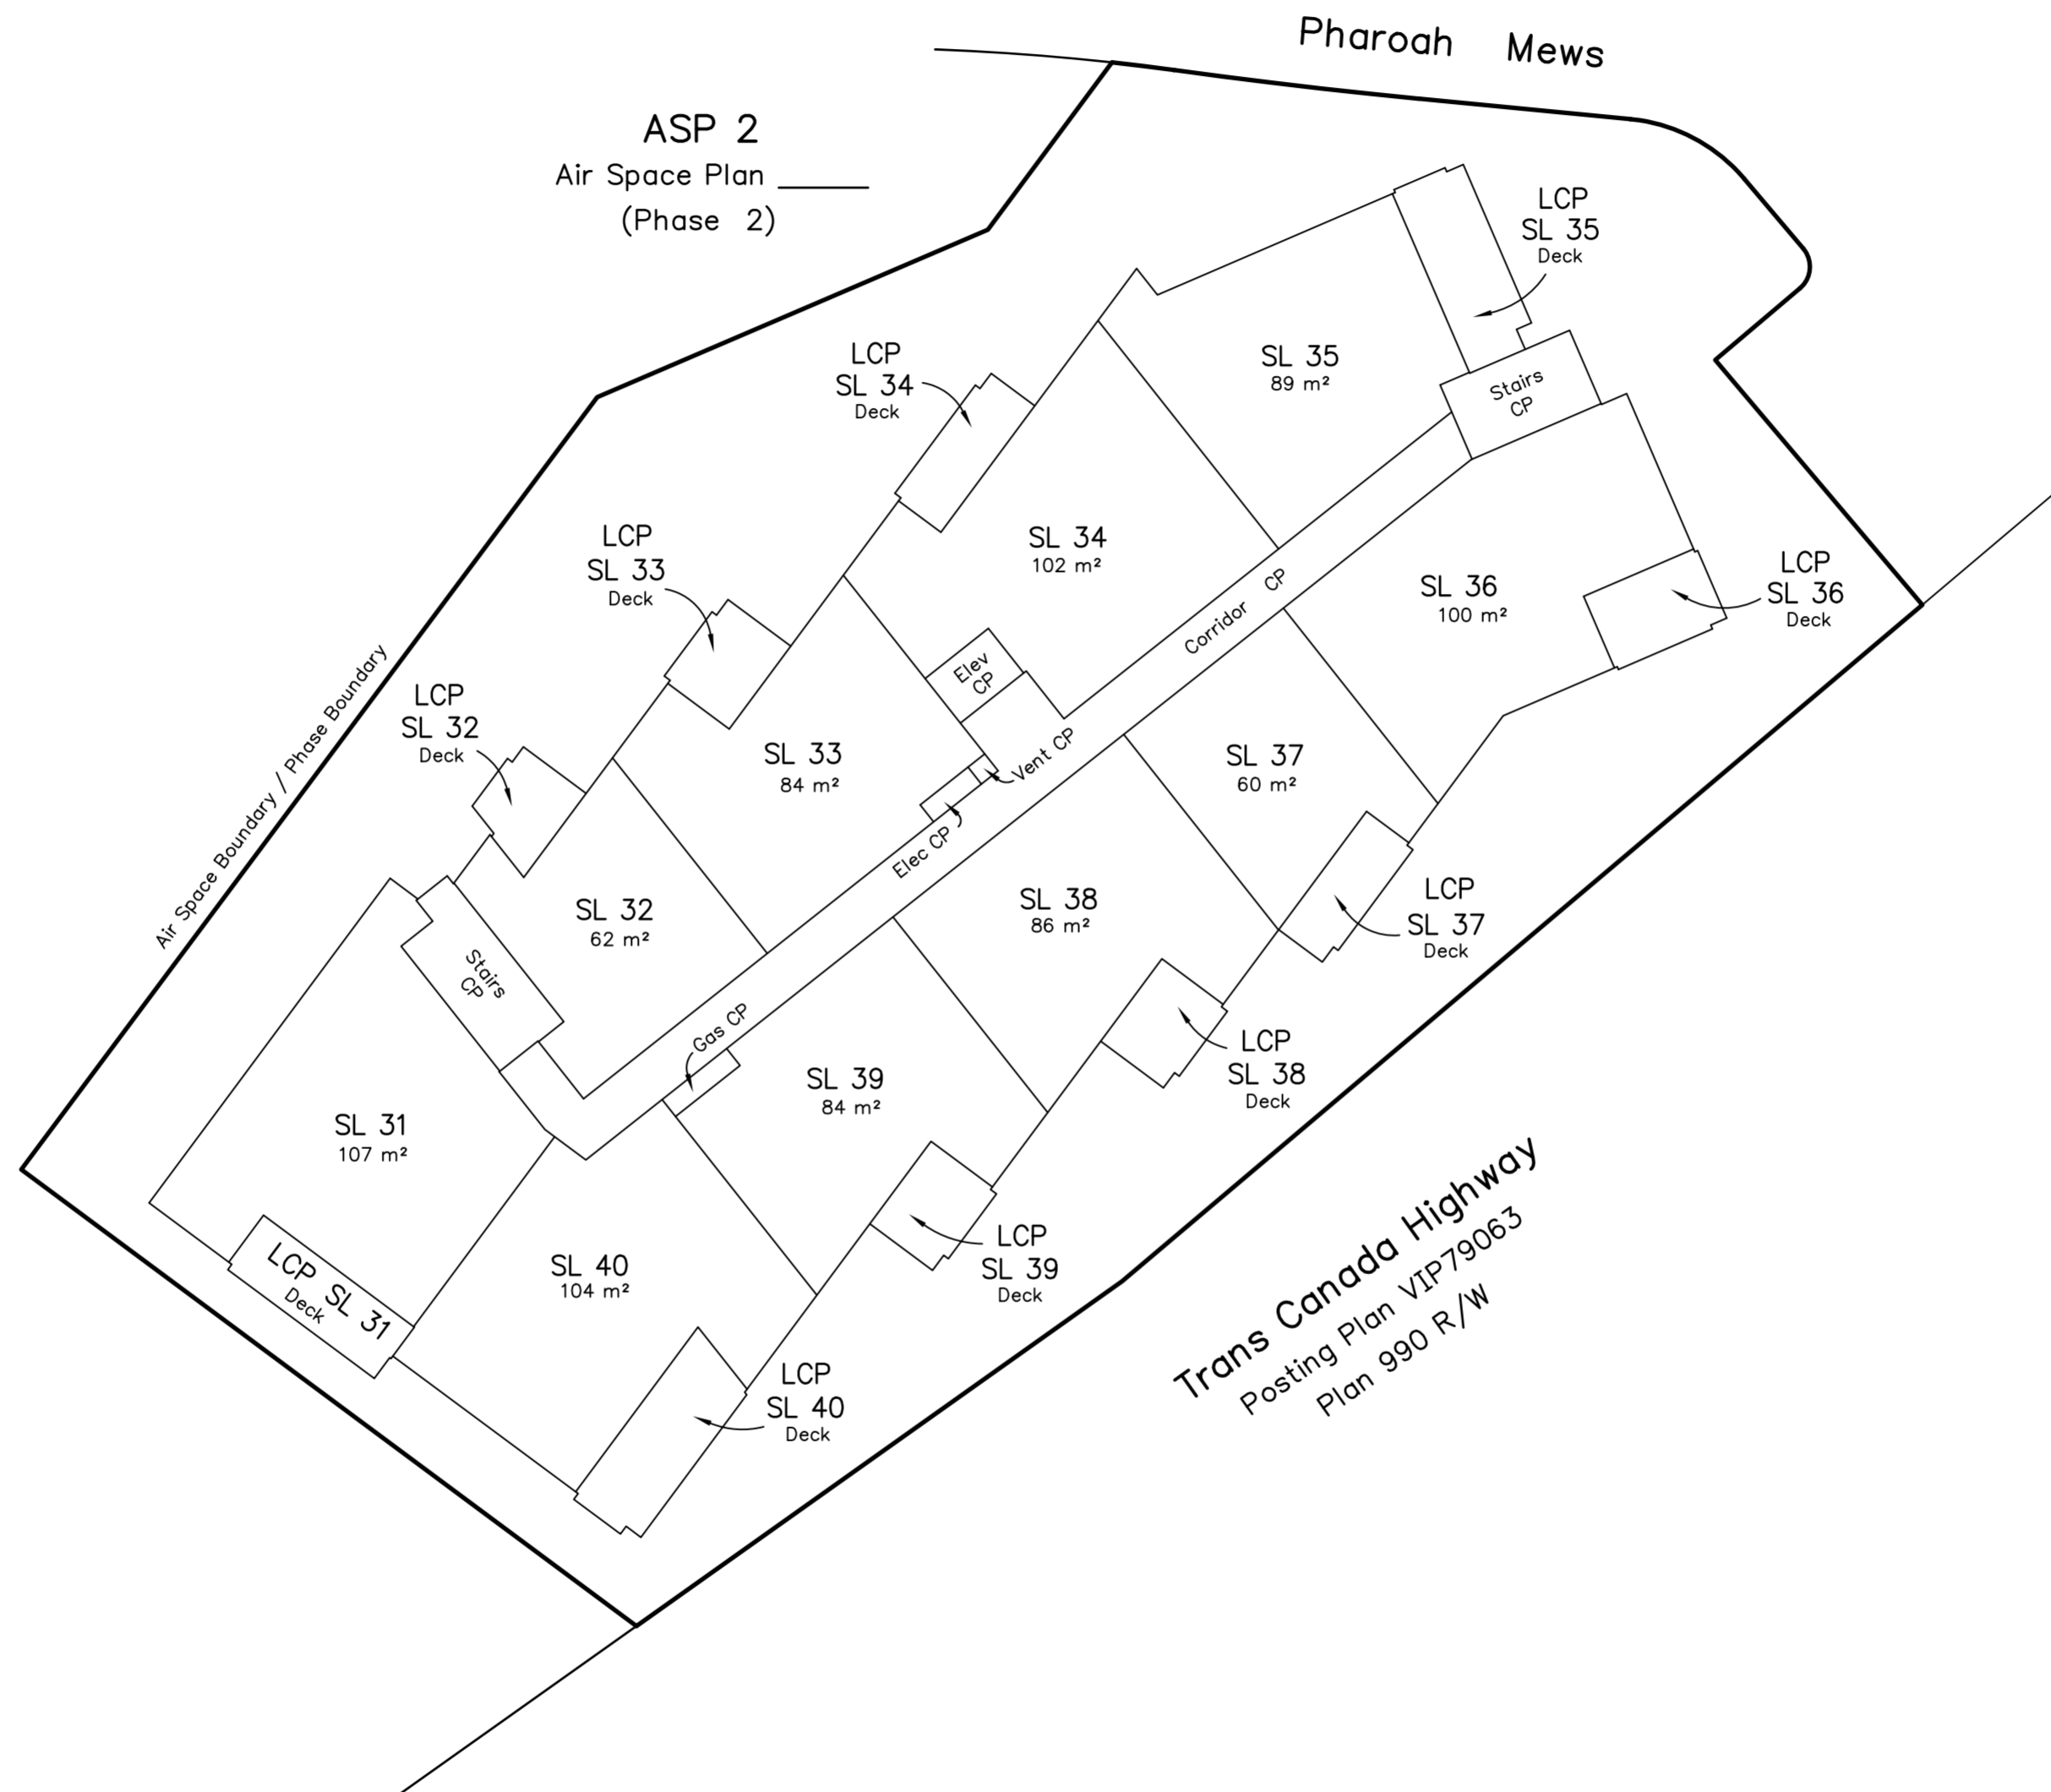 Pharoah Mews
ASP 2
Air Space Plan
(Phase 2)
LCP
SL 35
Deck
LCP
SL 34
Deck
SL 35
89 m²
Stairs
CP
LCP
SL 33
Deck
SL 34
102 m²
Corridor CP
SL 36
100 m²
LCP
SL 36
Deck
Air Space Boundary / Phase Boundary
LCP
SL 32
Deck
Elev
CP
SL 33
84 m²
Vent CP
SL 37
60 m²
Elec CP
SL 32
62 m²
SL 38
86 m²
LCP
SL 37
Deck
Stairs
CP
Gas CP
LCP
SL 38
Deck
SL 39
84 m²
SL 31
107 m²
LCP
SL 39
Deck
SL 40
104 m²
LCP SL 31
Deck
LCP
SL 40
Deck
Trans Canada Highway
Posting Plan VIP79063
Plan 990 R/W